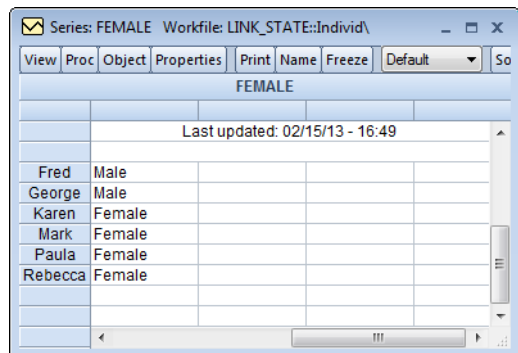 Series: FEMALE Workfile: LINK_STATE::Individ\
View Proc Object Properties Print Name Freeze Default So
FEMALE
Last updated: 02/15/13 - 16:49
Fred Male
George Male
Karen Female
Mark Female
Paula Female
Rebecca Female